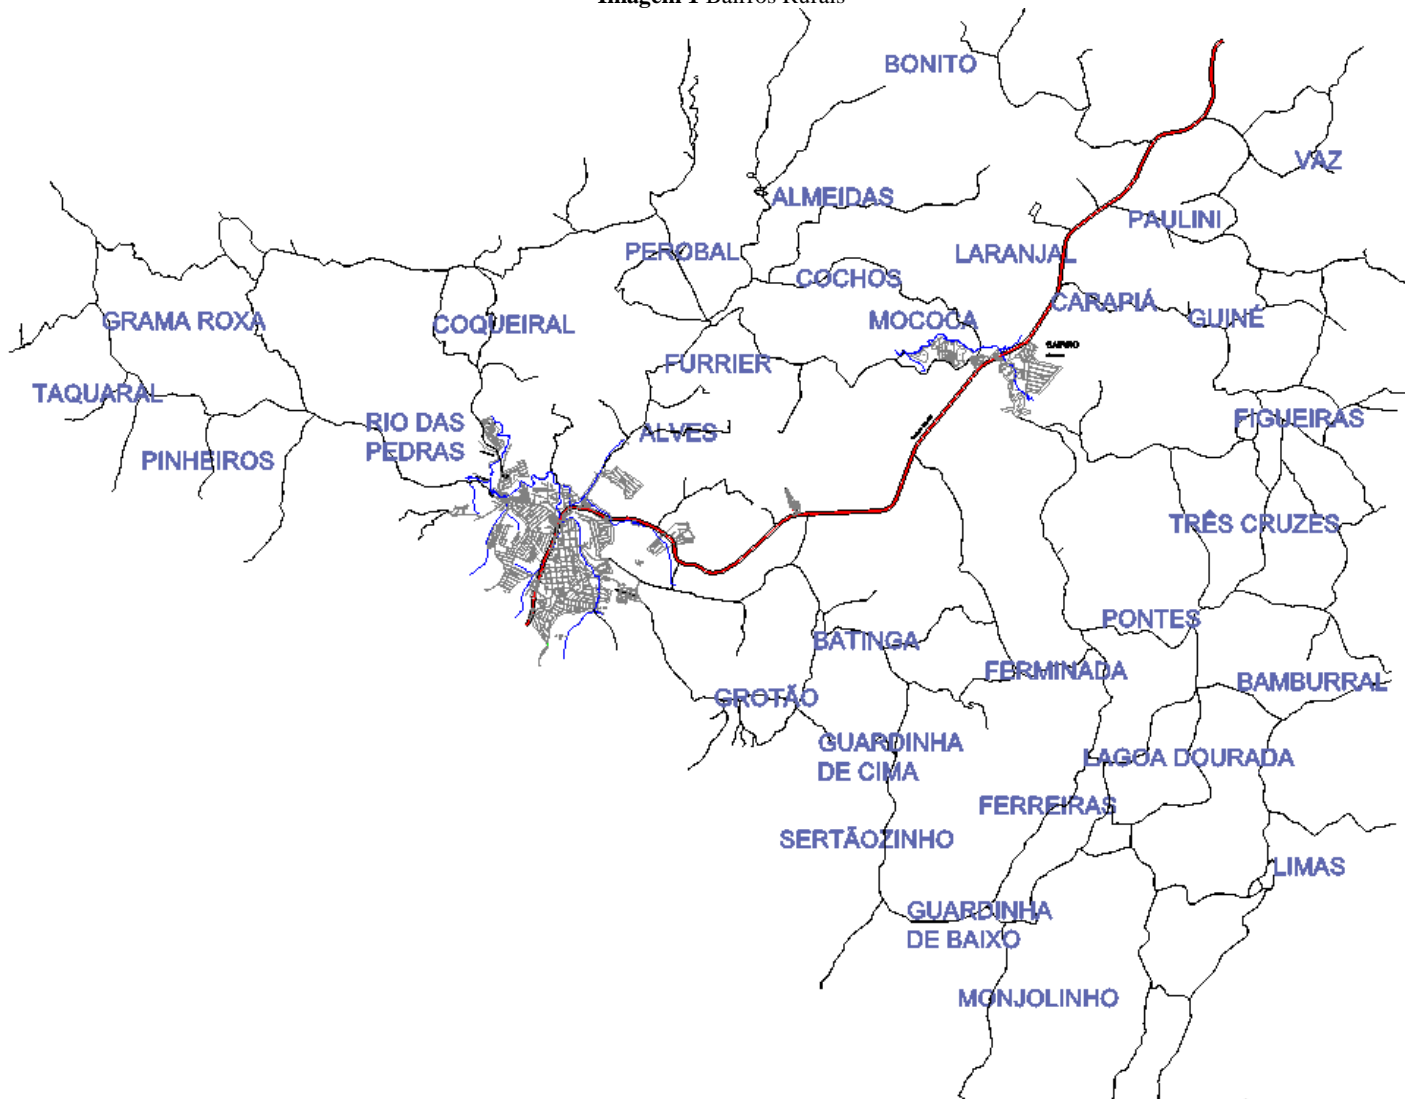 Imagem 1 Bairros Rurais
BONITO
VAZ
ALMEIDAS
PAULINI
PEROBAL
LARANJAL
COCHOS
CARAPIÁ
GRAMA ROXA
COQUEIRAL
MOCOCA
GUINÉ
FURRIER
TAQUARAL
RIO DAS
PEDRAS
ALVES
FIGUEIRAS
PINHEIROS
TRÊS CRUZES
PONTES
BATINGA
FERMINADA
BAMBURRAL
GROTÃO
GUARDINHA
DE CIMA
LAGOA DOURADA
FERREIRAS
SERTÃOZINHO
LIMAS
GUARDINHA
DE BAIXO
MONJOLINHO